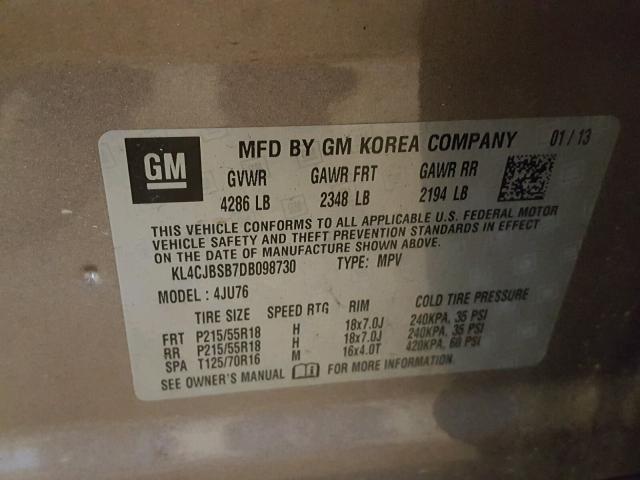 GM
MFD BY GM KOREA COMPANY 01/13
GVWR GAWR FRT GAWR RR
4286 LB 2348 LB 2194 LB
THIS VEHICLE CONFORMS TO ALL APPLICABLE U.S. FEDERAL MOTOR
VEHICLE SAFETY AND THEFT PREVENTION STANDARDS IN EFFECT
ON THE DATE OF MANUFACTURE SHOWN ABOVE.
KL4CJBSB7DB098730 TYPE: MPV
MODEL: 4JU76
TIRE SIZE SPEED RTG RIM COLD TIRE PRESSURE
FRT P215/55R18 H 18x7.0J 240KPA, 35 PSI
RR P215/55R18 H 18x7.0J 240KPA, 35 PSI
SPA T125/70R16 M 16x4.0T 420KPA, 60 PSI
SEE OWNER'S MANUAL FOR MORE INFORMATION.